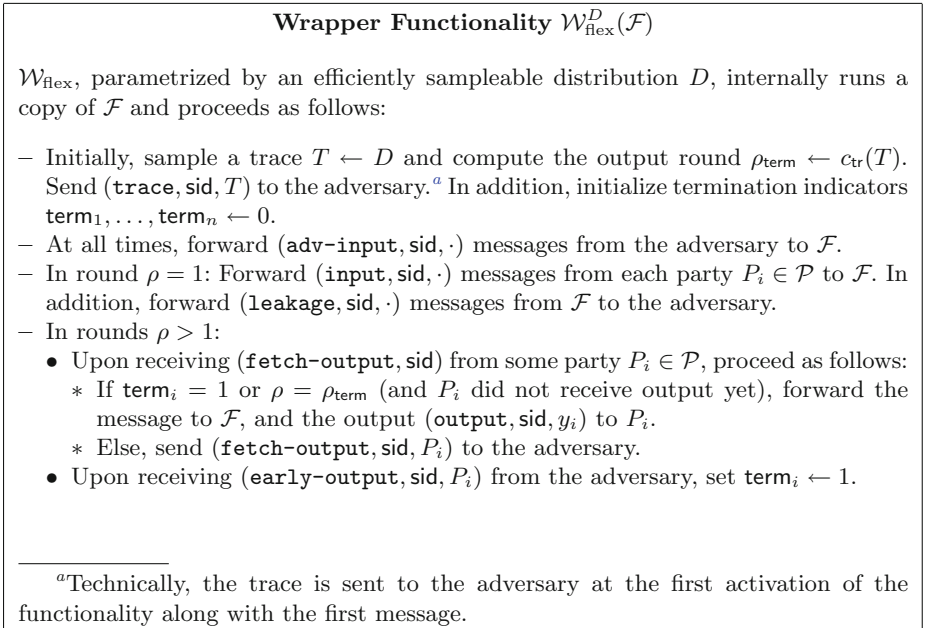 Wrapper Functionality 𝒲_flex^D(ℱ)
𝒲_flex, parametrized by an efficiently sampleable distribution D, internally runs a
copy of ℱ and proceeds as follows:
– Initially, sample a trace T ← D and compute the output round ρ_term ← c_tr(T).
Send (trace, sid, T) to the adversary.^a In addition, initialize termination indicators
term_1, . . . , term_n ← 0.
– At all times, forward (adv-input, sid, ·) messages from the adversary to ℱ.
– In round ρ = 1: Forward (input, sid, ·) messages from each party P_i ∈ 𝒫 to ℱ. In
addition, forward (leakage, sid, ·) messages from ℱ to the adversary.
– In rounds ρ > 1:
• Upon receiving (fetch-output, sid) from some party P_i ∈ 𝒫, proceed as follows:
∗ If term_i = 1 or ρ = ρ_term (and P_i did not receive output yet), forward the
message to ℱ, and the output (output, sid, y_i) to P_i.
∗ Else, send (fetch-output, sid, P_i) to the adversary.
• Upon receiving (early-output, sid, P_i) from the adversary, set term_i ← 1.
^a Technically, the trace is sent to the adversary at the first activation of the
functionality along with the first message.